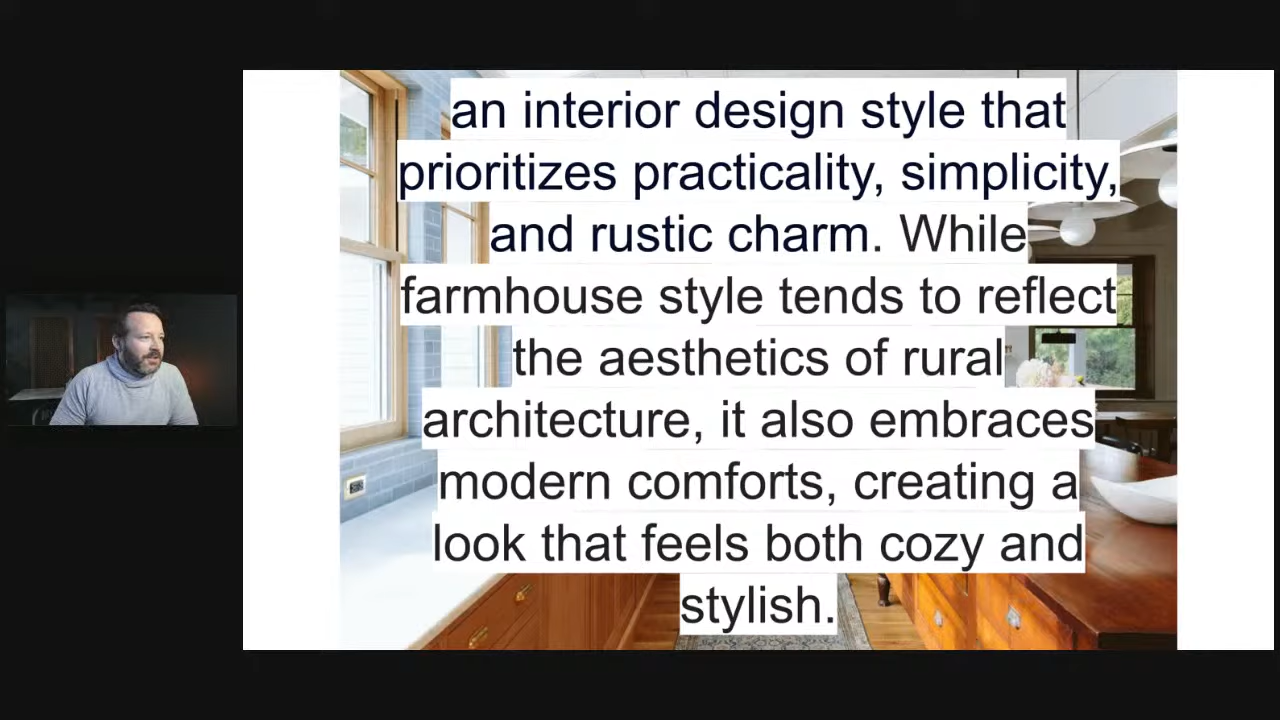 an interior design style that
prioritizes practicality, simplicity,
and rustic charm. While
farmhouse style tends to reflect
the aesthetics of rural
architecture, it also embraces
modern comforts, creating a
look that feels both cozy and
stylish.